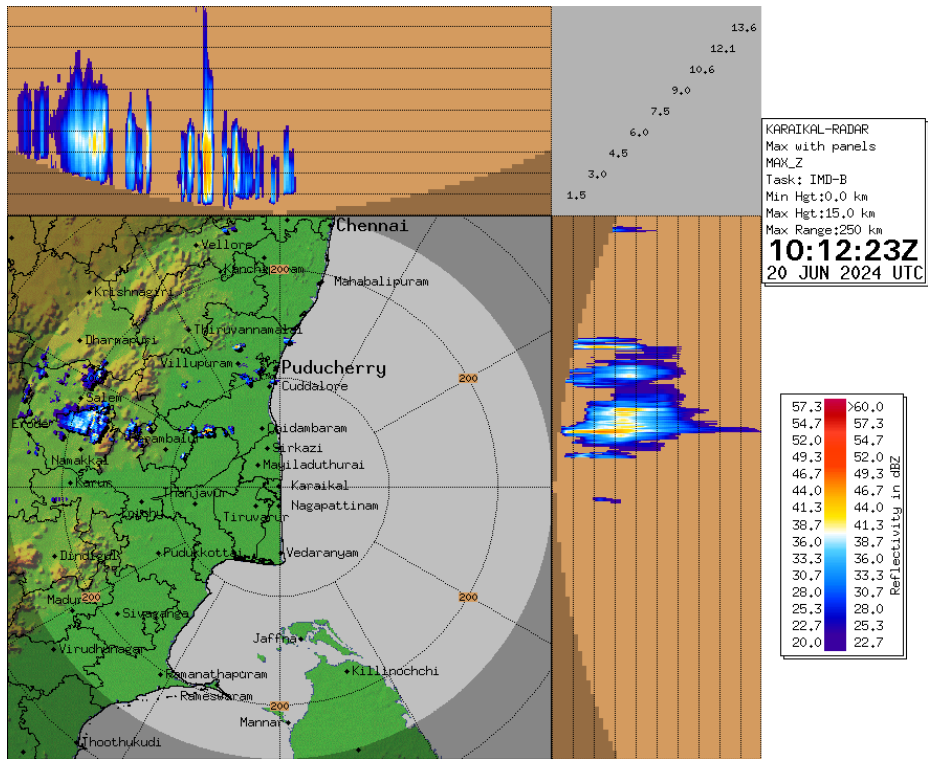 13.6
12.1
10.6
9.0
7.5
6.0
4.5
3.0
1.5
KARAIKAL-RADAR
Max with panels
MAX_Z
Task: IMD-B
Min Hgt:0.0 km
Max Hgt:15.0 km
Max Range:250 km
10:12:23Z
20 JUN 2024 UTC
Chennai
Vellore
200
Mahabalipuram
Krishnagiri
Thiruvannamalai
Dharmapuri
Villupuram
Puducherry
200
Cuddalore
Salem
Erode
Chidambaram
Sirkazi
Namakkal
Mayiladuthurai
Karur
Karaikal
Thanjavur
Nagapattinam
Tiruvarur
Dindigul
Pudukkottai
Vedaranyam
200
200
Madurai
Sivaganga
Jaffna
Virudhunagar
Killinochchi
Ramanathapuram
Rameswaram
200
Mannar
Thoothukudi
57.3 >60.0
54.7 57.3
52.0 54.7
49.3 52.0
46.7 49.3
44.0 46.7
41.3 44.0
38.7 41.3
36.0 38.7
33.3 36.0
30.7 33.3
28.0 30.7
25.3 28.0
22.7 25.3
20.0 22.7
Reflectivity in dBZ